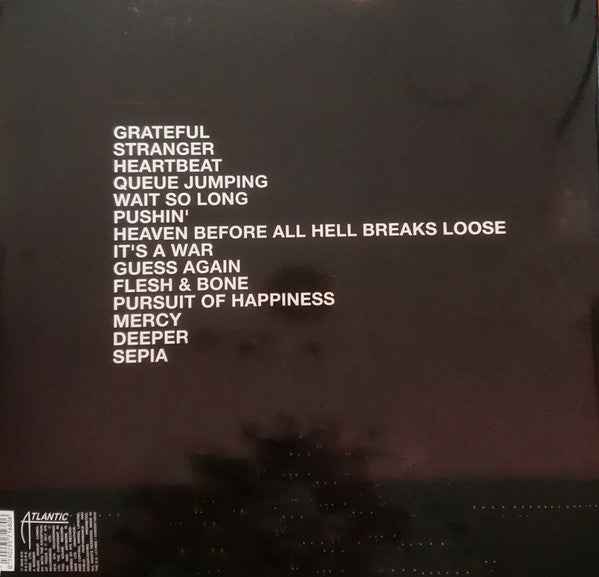 GRATEFUL
STRANGER
HEARTBEAT
QUEUE JUMPING
WAIT SO LONG
PUSHIN'
HEAVEN BEFORE ALL HELL BREAKS LOOSE
IT'S A WAR
GUESS AGAIN
FLESH & BONE
PURSUIT OF HAPPINESS
MERCY
DEEPER
SEPIA
ATLANTIC